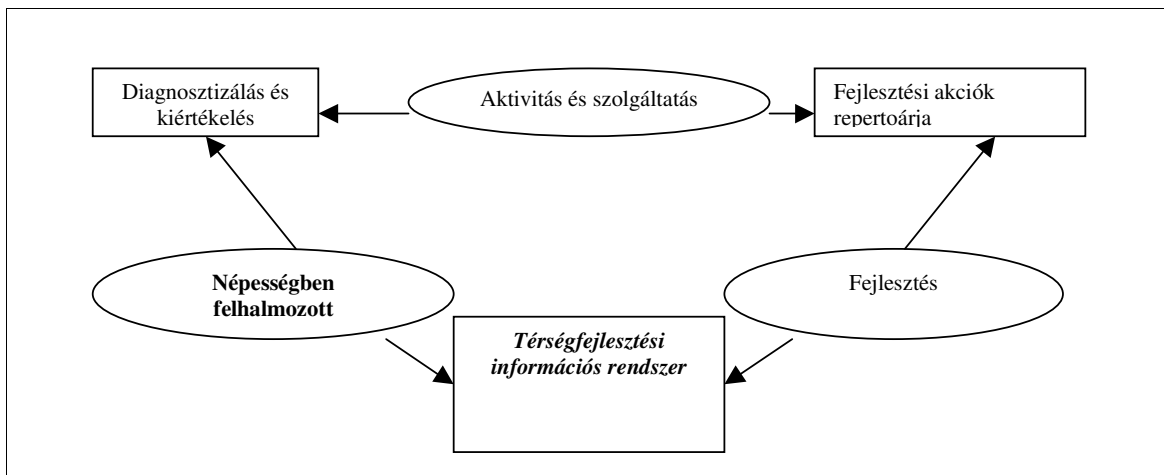 Diagnosztizálás és
kiértékelés
Aktivitás és szolgáltatás
Fejlesztési akciók
repertoárja
Népességben
felhalmozott
Fejlesztés
Térségfejlesztési
információs rendszer